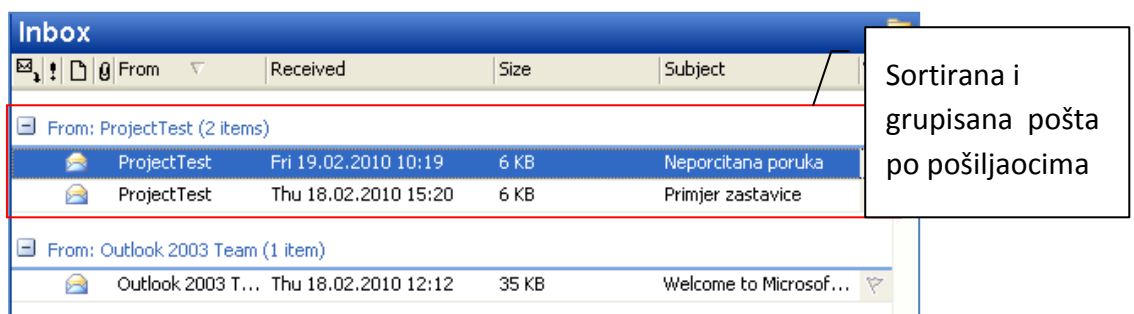 Inbox
From Received Size Subject
From: ProjectTest (2 items)
ProjectTest Fri 19.02.2010 10:19 6 KB Neporcitana poruka
ProjectTest Thu 18.02.2010 15:20 6 KB Primjer zastavice
From: Outlook 2003 Team (1 item)
Outlook 2003 T... Thu 18.02.2010 12:12 35 KB Welcome to Microsof...
Sortirana i
grupisana pošta
po pošiljaocima